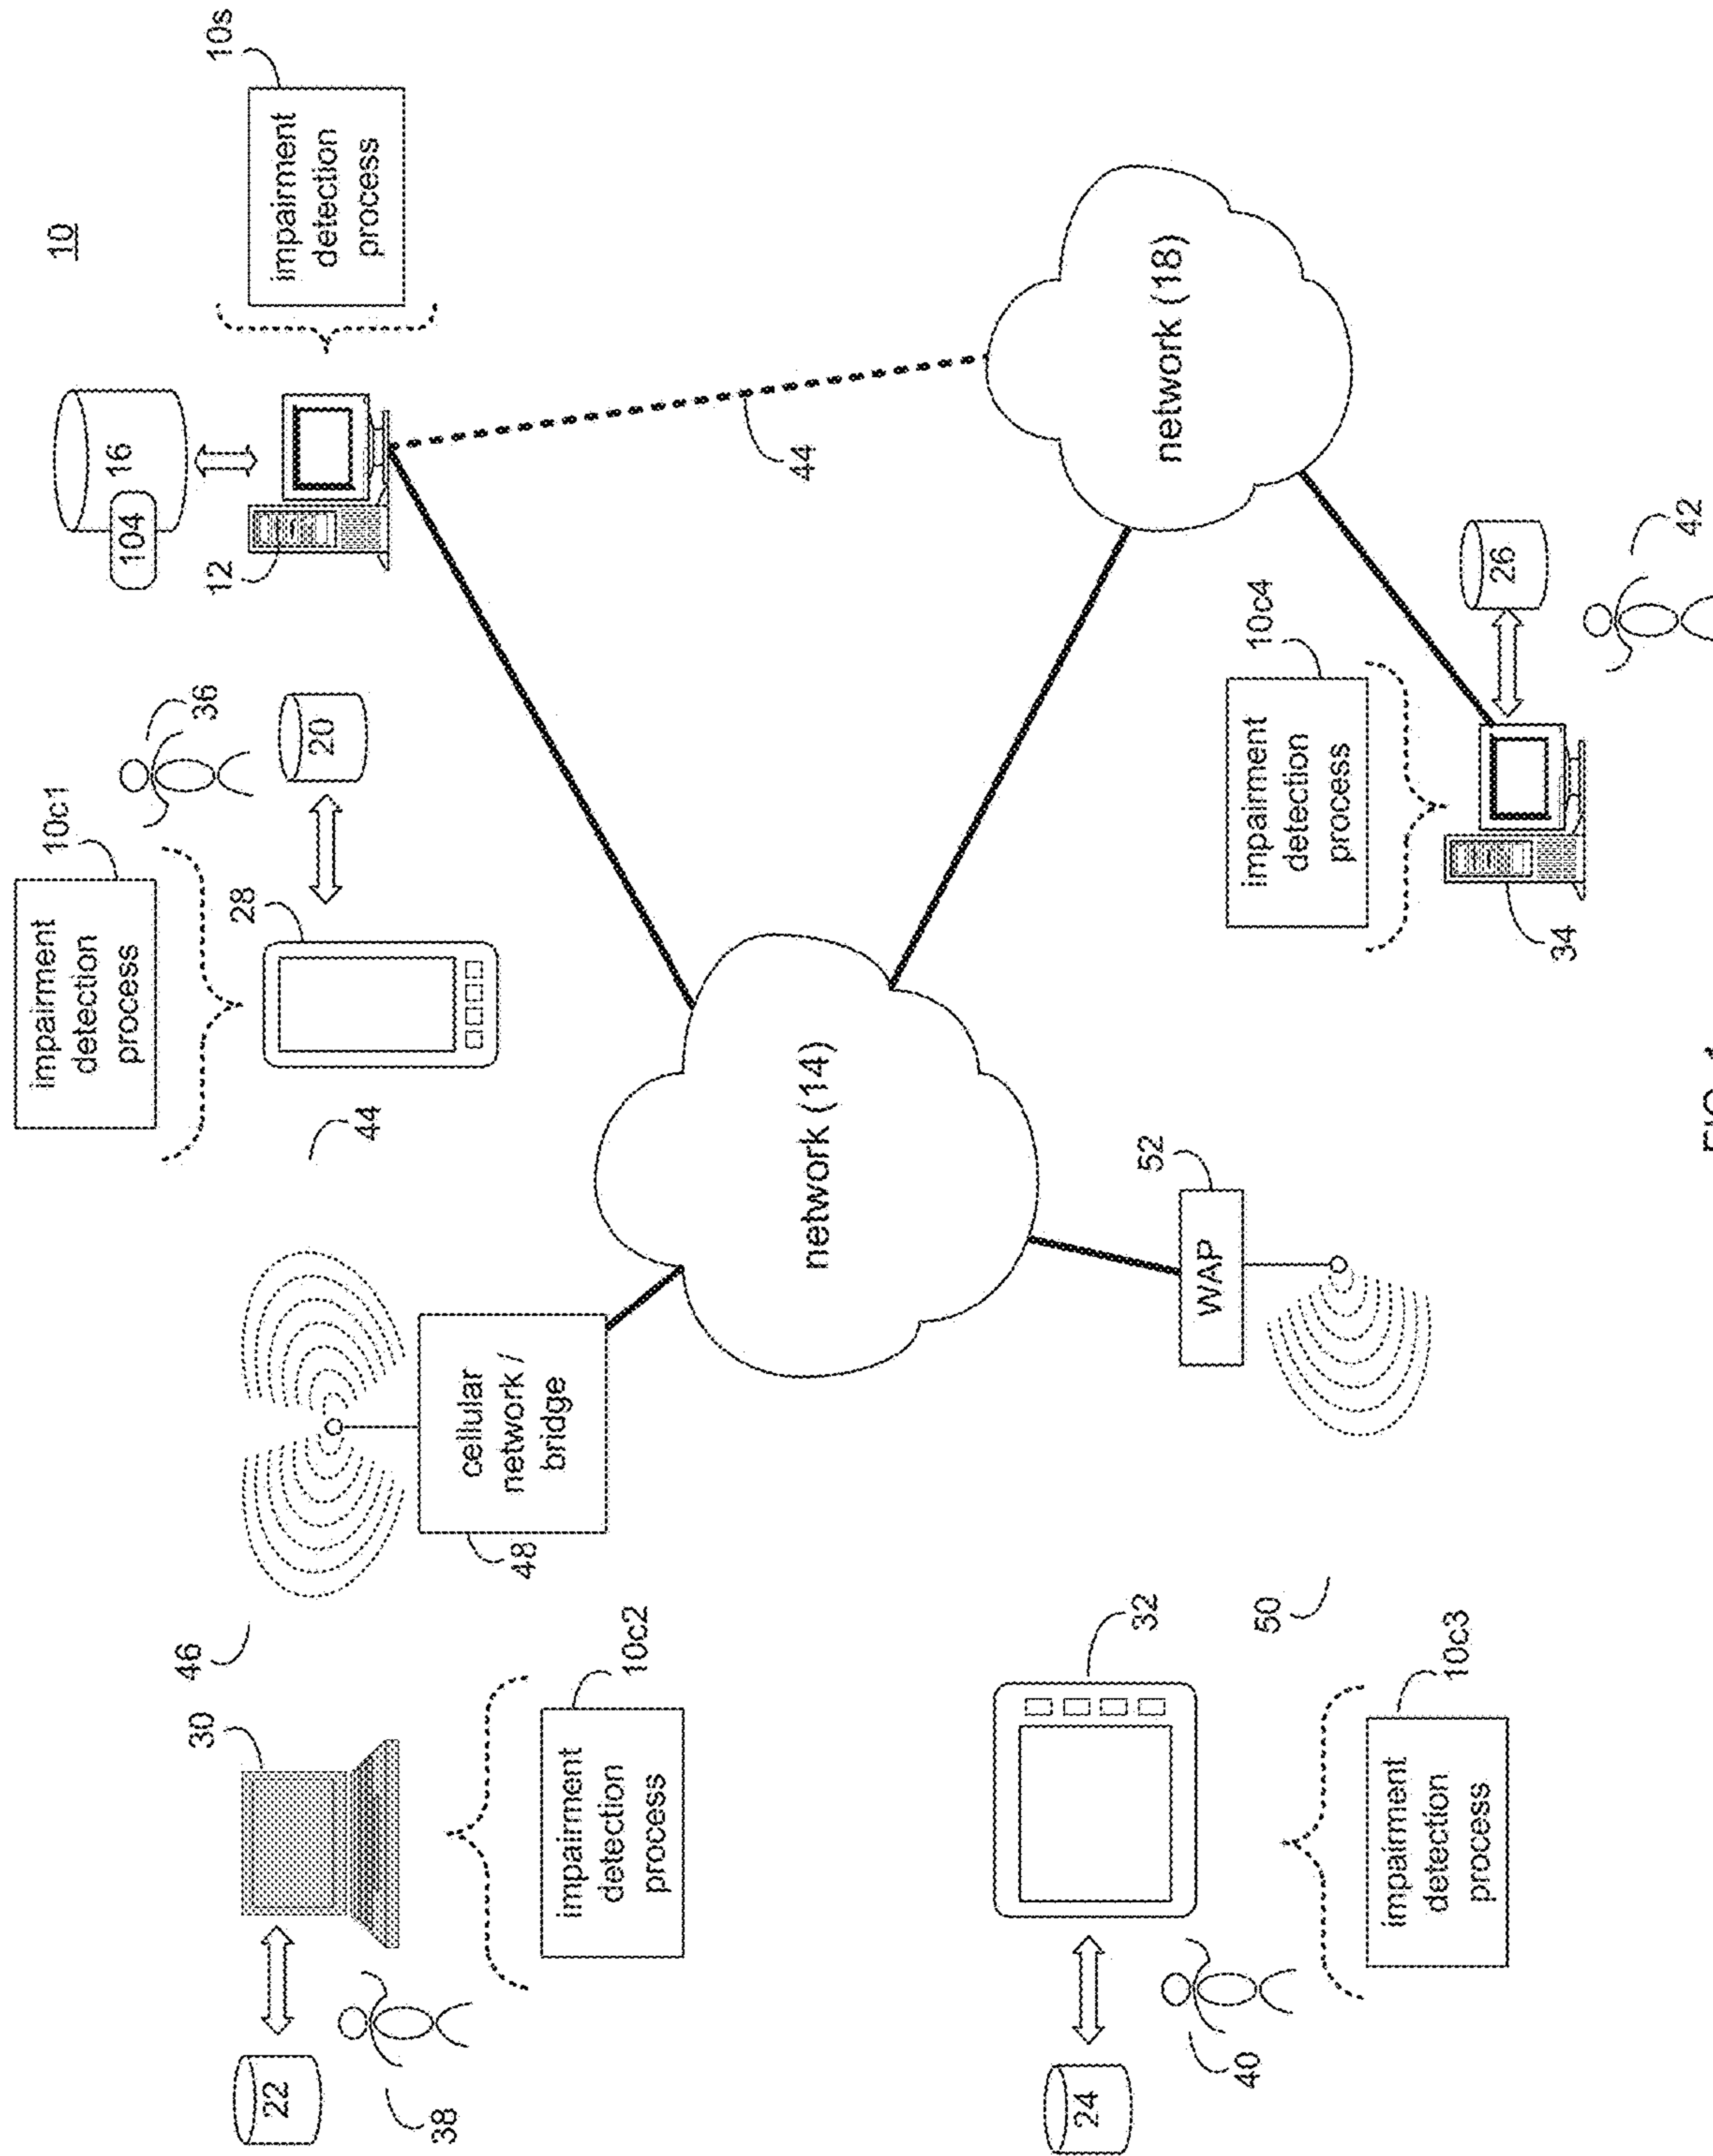 10
impairment
detection
process
10s
16
104
12
impairment
detection
process
10c1
36
20
28
44
44
46
30
22
38
cellular
network /
bridge
48
impairment
detection
process
10c2
network (14)
network (18)
32
24
40
50
WAP
52
impairment
detection
process
10c3
impairment
detection
process
10c4
26
42
34